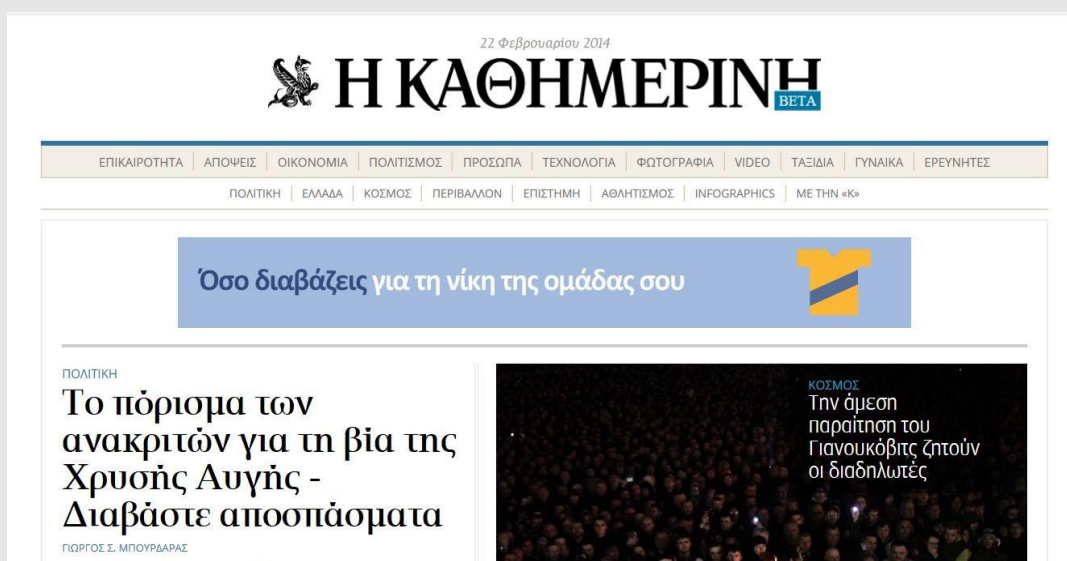 22 Φεβρουαρίου 2014
Η ΚΑΘΗΜΕΡΙΝΗ
BETA
ΕΠΙΚΑΙΡΟΤΗΤΑ ΑΠΟΨΕΙΣ ΟΙΚΟΝΟΜΙΑ ΠΟΛΙΤΙΣΜΟΣ ΠΡΟΣΩΠΑ ΤΕΧΝΟΛΟΓΙΑ ΦΩΤΟΓΡΑΦΙΑ VIDEO ΤΑΞΙΔΙΑ ΓΥΝΑΙΚΑ ΕΡΕΥΝΗΤΕΣ
ΠΟΛΙΤΙΚΗ ΕΛΛΑΔΑ ΚΟΣΜΟΣ ΠΕΡΙΒΑΛΛΟΝ ΕΠΙΣΤΗΜΗ ΑΘΛΗΤΙΣΜΟΣ INFOGRAPHICS ΜΕ ΤΗΝ «Κ»
Όσο διαβάζεις για τη νίκη της ομάδας σου
ΠΟΛΙΤΙΚΗ
Το πόρισμα των
ανακριτών για τη βία της
Χρυσής Αυγής -
Διαβάστε αποσπάσματα
ΓΙΩΡΓΟΣ Σ. ΜΠΟΥΡΔΑΡΑΣ
ΚΟΣΜΟΣ
Την άμεση
παραίτηση του
Γιανουκόβιτς ζητούν
οι διαδηλωτές